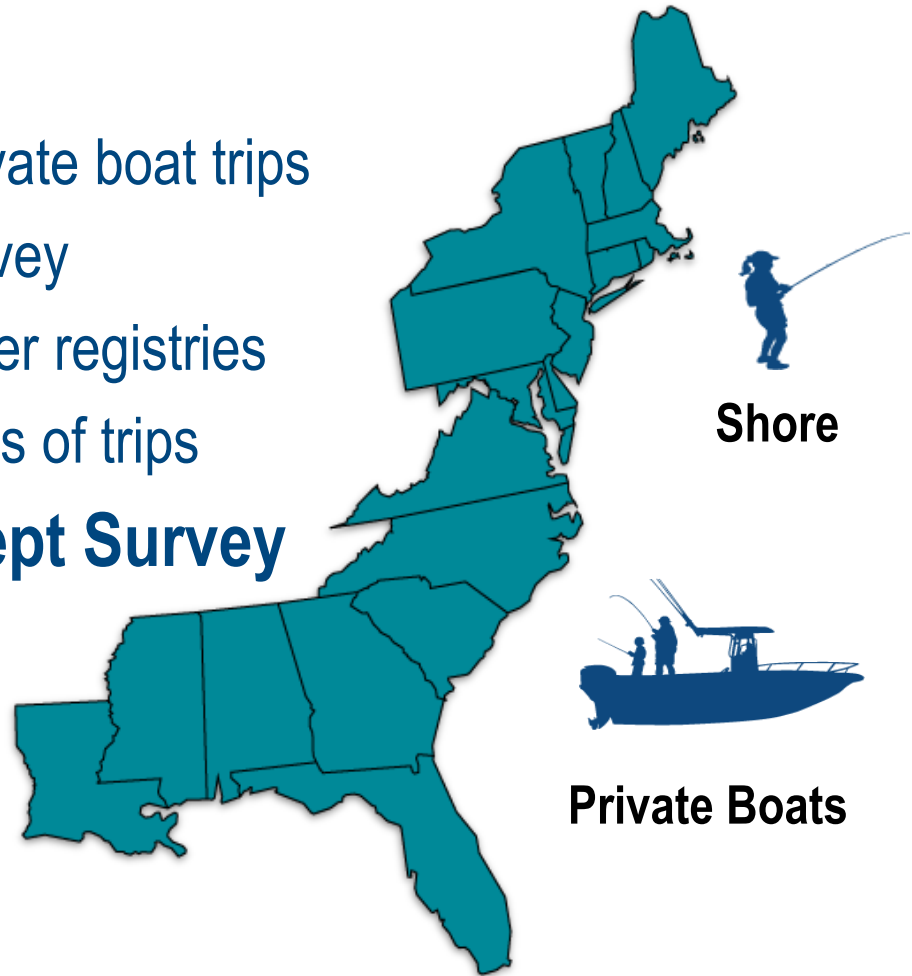 vate boat trips
vey
er registries
s of trips
ept Survey
Shore
Private Boats